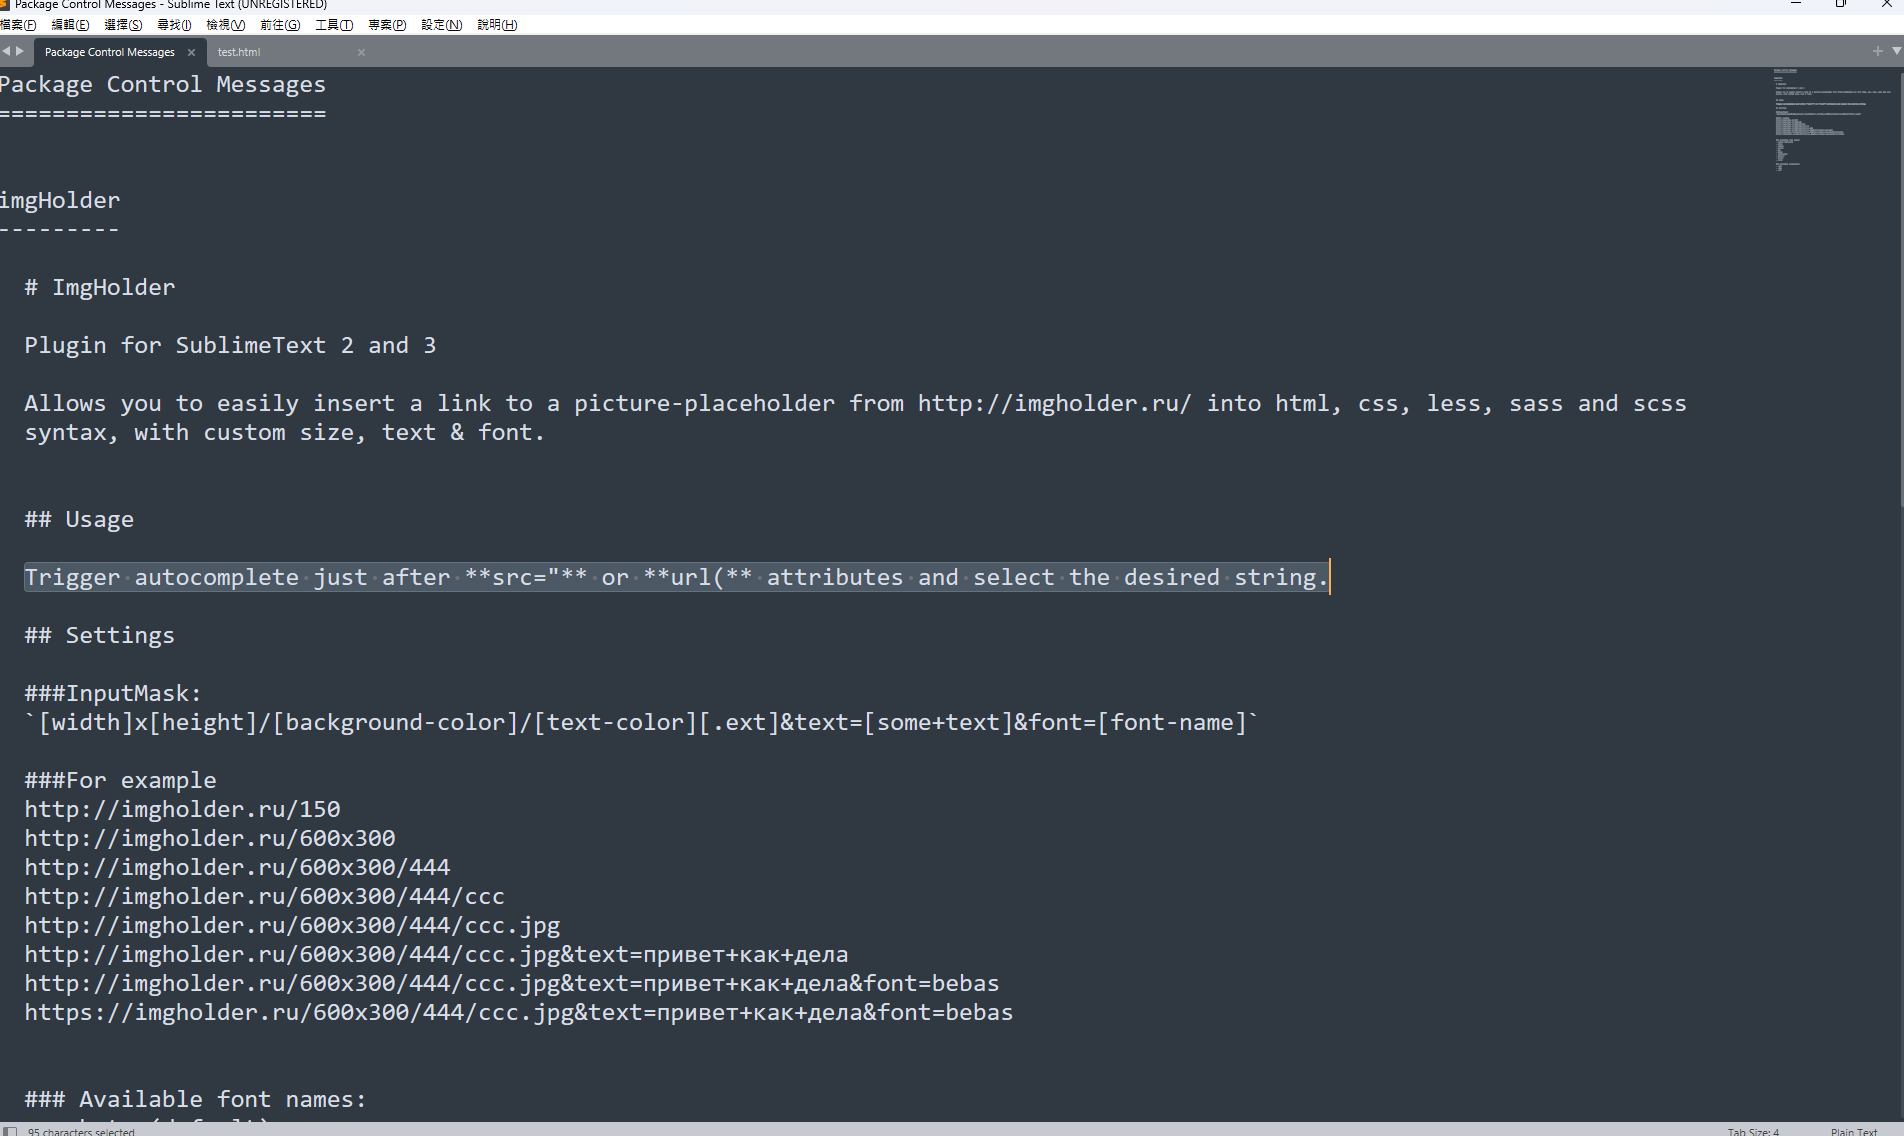 Package Control Messages - Sublime Text (UNREGISTERED)
檔案(F) 編輯(E) 選擇(S) 尋找(I) 檢視(V) 前往(G) 工具(T) 專案(P) 設定(N) 說明(H)
Package Control Messages test.html
Package Control Messages
========================
imgHolder
---------
# ImgHolder
Plugin for SublimeText 2 and 3
Allows you to easily insert a link to a picture-placeholder from http://imgholder.ru/ into html, css, less, sass and scss
syntax, with custom size, text & font.
## Usage
Trigger autocomplete just after **src="** or **url(** attributes and select the desired string.
## Settings
###InputMask:
`[width]x[height]/[background-color]/[text-color][.ext]&text=[some+text]&font=[font-name]`
###For example
http://imgholder.ru/150
http://imgholder.ru/600x300
http://imgholder.ru/600x300/444
http://imgholder.ru/600x300/444/ccc
http://imgholder.ru/600x300/444/ccc.jpg
http://imgholder.ru/600x300/444/ccc.jpg&text=привет+как+дела
http://imgholder.ru/600x300/444/ccc.jpg&text=привет+как+дела&font=bebas
https://imgholder.ru/600x300/444/ccc.jpg&text=привет+как+дела&font=bebas
### Available font names:
95 characters selected Tab Size: 4 Plain Text